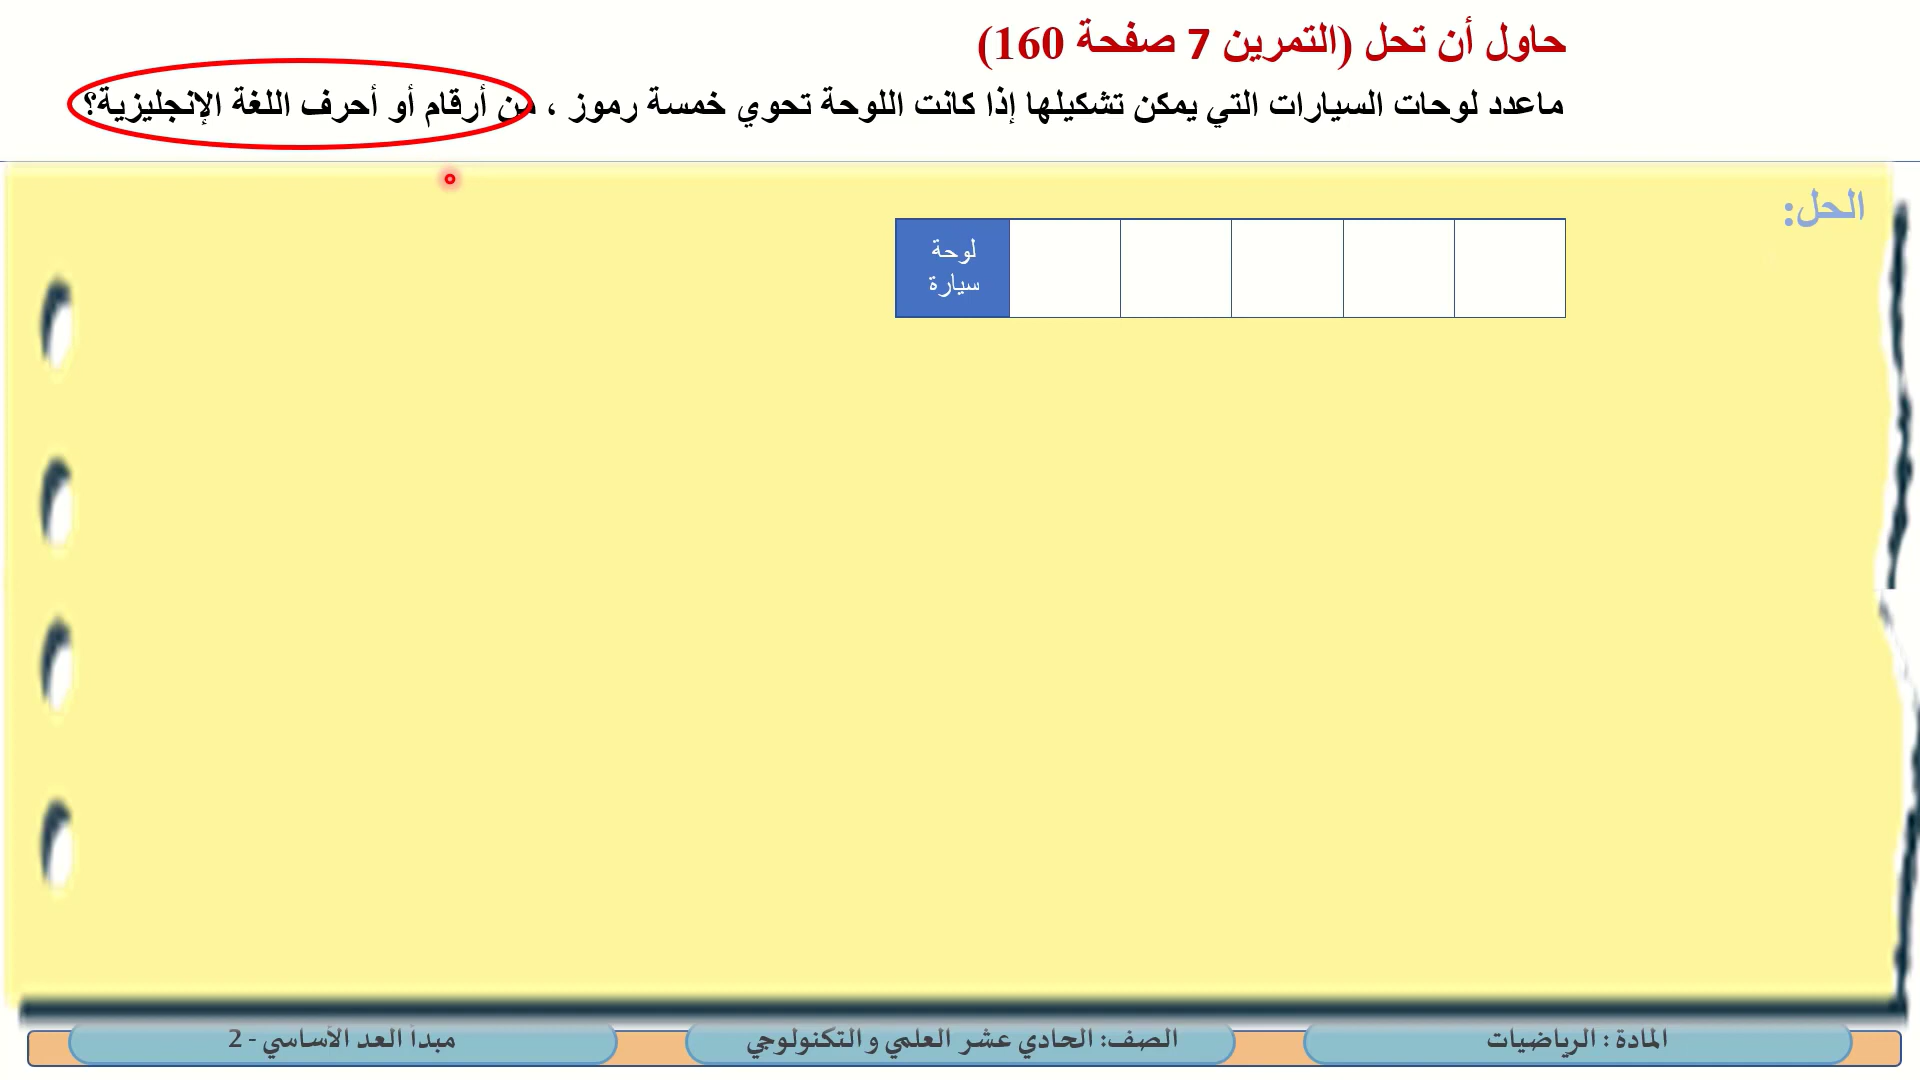 حاول أن تحل (التمرين 7 صفحة 160)
ماعدد لوحات السيارات التي يمكن تشكيلها إذا كانت اللوحة تحوي خمسة رموز ، من أرقام أو أحرف اللغة الإنجليزية؟
الحل:
لوحة
سيارة
المادة : الرياضيات
الصف: الحادي عشر العلمي و التكنولوجي
مبدأ العد الأساسي - 2